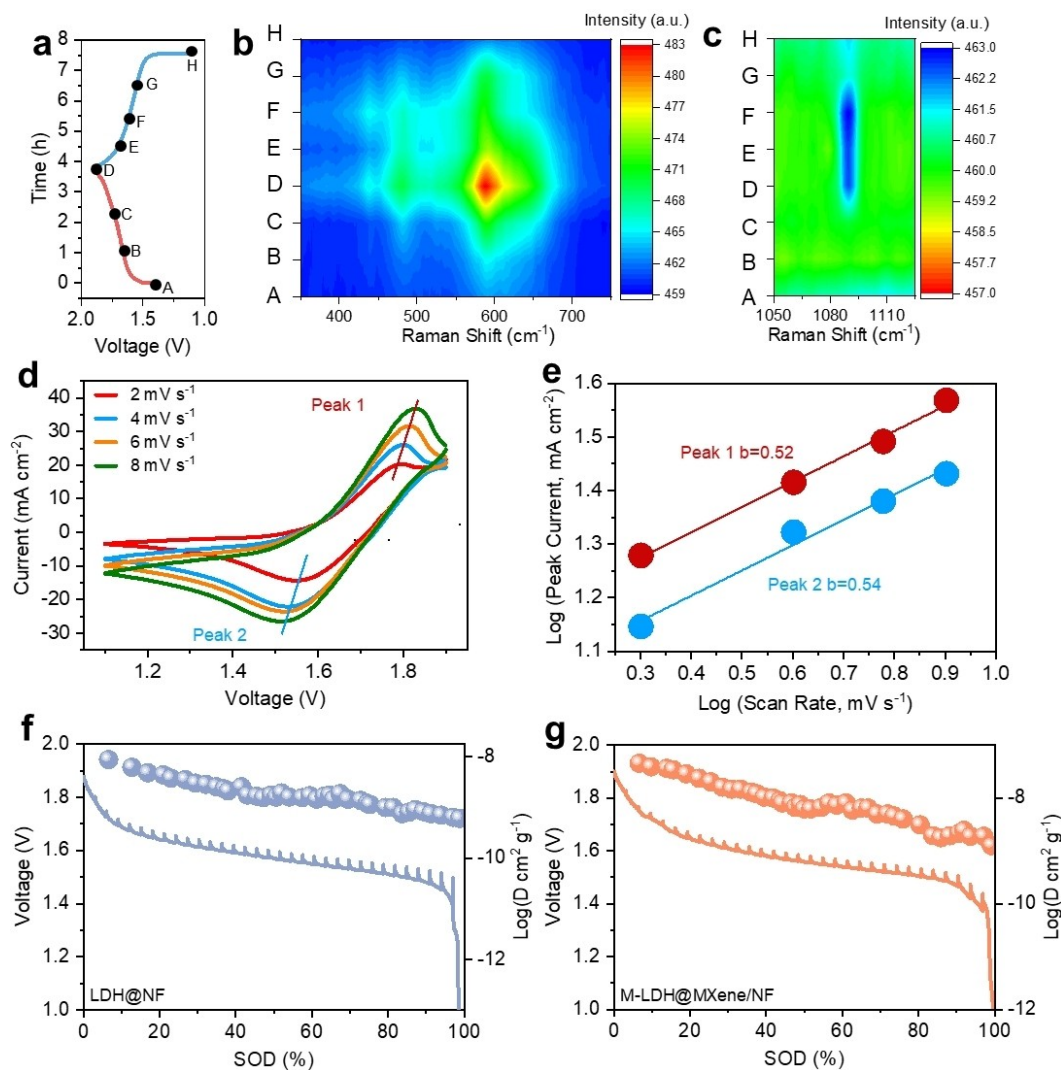 a
Time (h)
8
7
6
5
4
3
2
1
0
H
G
F
E
D
C
B
A
2.0 1.5 1.0
Voltage (V)
b
Intensity (a.u.)
H
G
F
E
D
C
B
A
400 500 600 700
Raman Shift (cm⁻¹)
483
480
477
474
471
468
465
462
459
c
Intensity (a.u.)
H
G
F
E
D
C
B
A
1050 1080 1110
Raman Shift (cm⁻¹)
463.0
462.2
461.5
460.7
460.0
459.2
458.5
457.7
457.0
d
Current (mA cm⁻²)
40
30
20
10
0
-10
-20
-30
2 mV s⁻¹
4 mV s⁻¹
6 mV s⁻¹
8 mV s⁻¹
Peak 1
Peak 2
1.2 1.4 1.6 1.8
Voltage (V)
e
Log (Peak Current, mA cm⁻²)
1.6
1.5
1.4
1.3
1.2
1.1
Peak 1 b=0.52
Peak 2 b=0.54
0.3 0.4 0.5 0.6 0.7 0.8 0.9 1.0
Log (Scan Rate, mV s⁻¹)
f
Voltage (V)
2.0
1.8
1.6
1.4
1.2
1.0
-8
-10
-12
Log(D cm² g⁻¹)
LDH@NF
0 20 40 60 80 100
SOD (%)
g
Voltage (V)
2.0
1.8
1.6
1.4
1.2
1.0
-8
-10
-12
Log(D cm² g⁻¹)
M-LDH@MXene/NF
0 20 40 60 80 100
SOD (%)